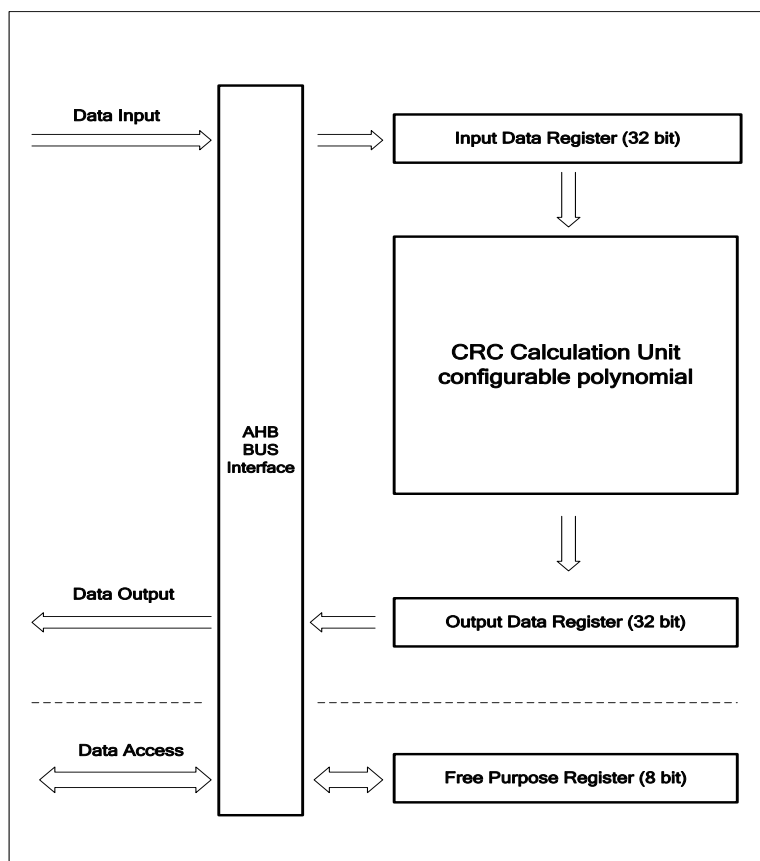 Data Input
Input Data Register (32 bit)
CRC Calculation Unit
configurable polynomial
AHB
BUS
Interface
Data Output
Output Data Register (32 bit)
Data Access
Free Purpose Register (8 bit)